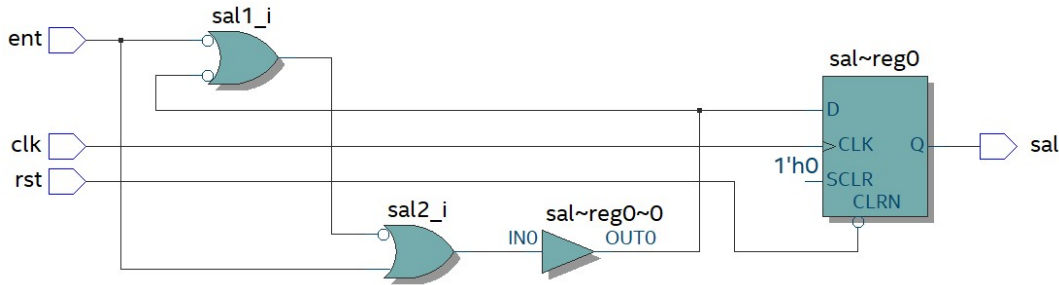 sal1_i
ent
sal~reg0
D
clk
CLK
Q
sal
1'h0
rst
SCLR
CLRN
sal2_i
sal~reg0~0
IN0
OUT0